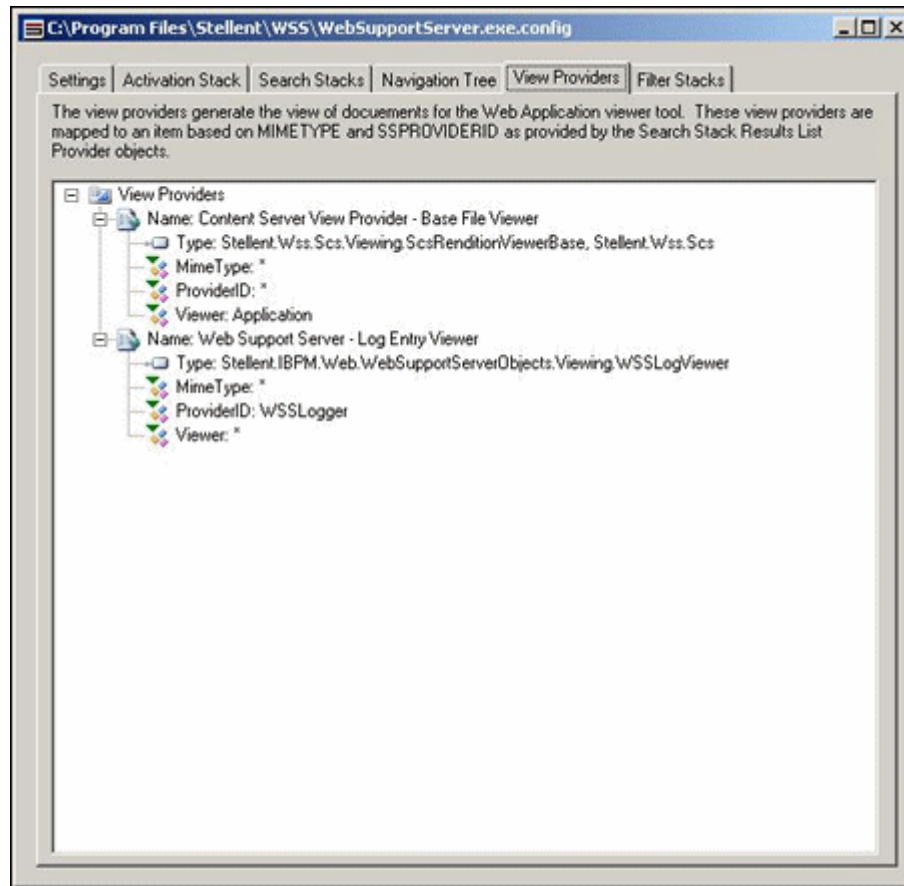 C:\Program Files\Stellent\WSS\WebSupportServer.exe.config
Settings Activation Stack Search Stacks Navigation Tree View Providers Filter Stacks
The view providers generate the view of docuements for the Web Application viewer tool. These view providers are
mapped to an item based on MIMETYPE and SSPROVIDERID as provided by the Search Stack Results List
Provider objects.
View Providers
Name: Content Server View Provider - Base File Viewer
Type: Stellent.Wss.Scs.Viewing.ScsRenditionViewerBase, Stellent.Wss.Scs
MimeType: *
ProviderID: *
Viewer: Application
Name: Web Support Server - Log Entry Viewer
Type: Stellent.IBPM.Web.WebSupportServerObjects.Viewing.WSSLogViewer
MimeType: *
ProviderID: WSSLogger
Viewer: *